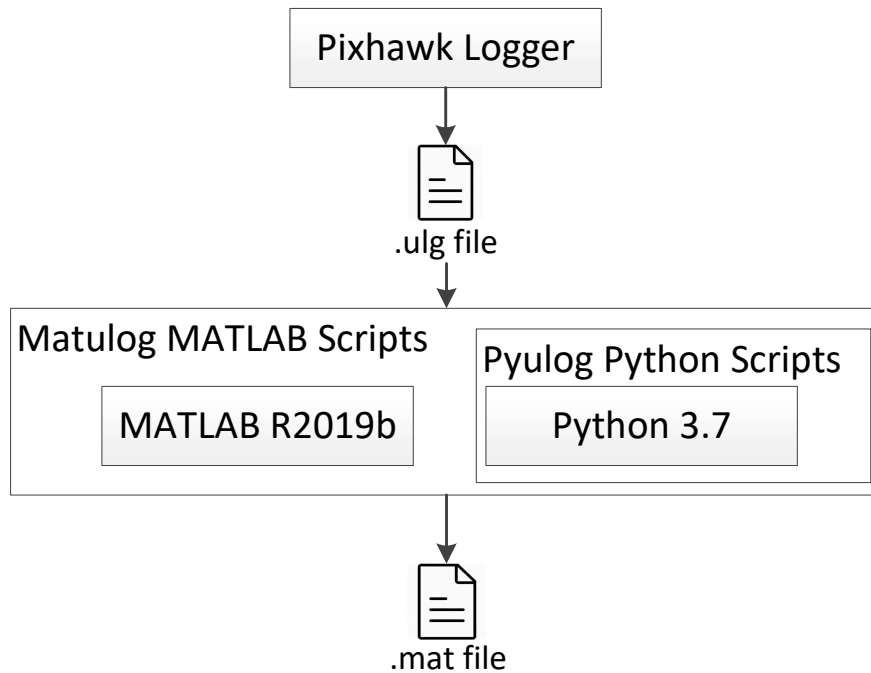 Pixhawk Logger
.ulg file
Matulog MATLAB Scripts
Pyulog Python Scripts
MATLAB R2019b
Python 3.7
.mat file